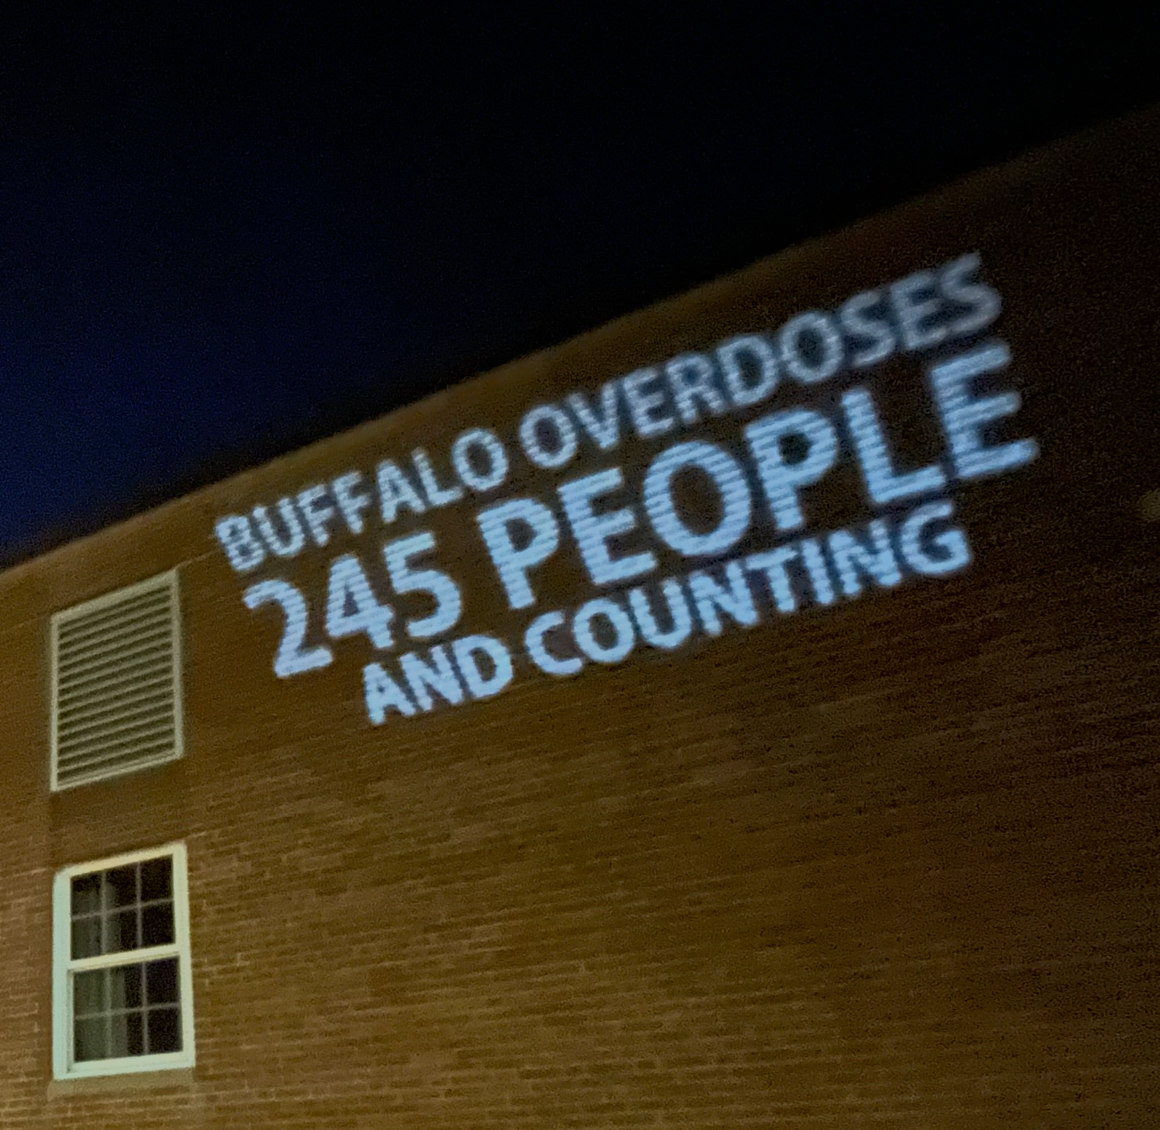 BUFFALO OVERDOSES
245 PEOPLE
AND COUNTING